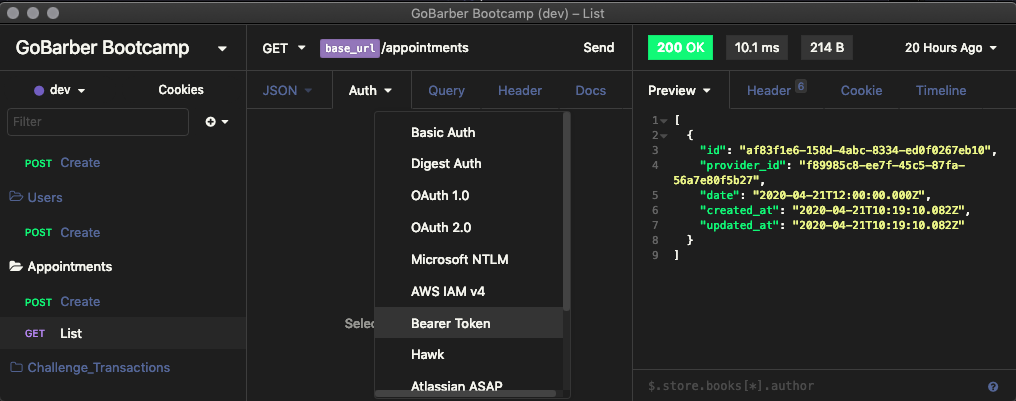 GoBarber Bootcamp (dev) – List
GoBarber Bootcamp
dev
Cookies
Filter
POST Create
Users
POST Create
Appointments
POST Create
GET List
Challenge_Transactions
GET base_url/appointments Send
JSON Auth Query Header Docs
Basic Auth
Digest Auth
OAuth 1.0
OAuth 2.0
Microsoft NTLM
AWS IAM v4
Selec
Bearer Token
Hawk
Atlassian ASAP
200 OK 10.1 ms 214 B 20 Hours Ago
Preview Header 6 Cookie Timeline
1 [
2 {
3 "id": "af83f1e6-158d-4abc-8334-ed0f0267eb10",
4 "provider_id": "f89985c8-ee7f-45c5-87fa-
56a7e80f5b27",
5 "date": "2020-04-21T12:00:00.000Z",
6 "created_at": "2020-04-21T10:19:10.082Z",
7 "updated_at": "2020-04-21T10:19:10.082Z"
8 }
9 ]
$.store.books[*].author
?